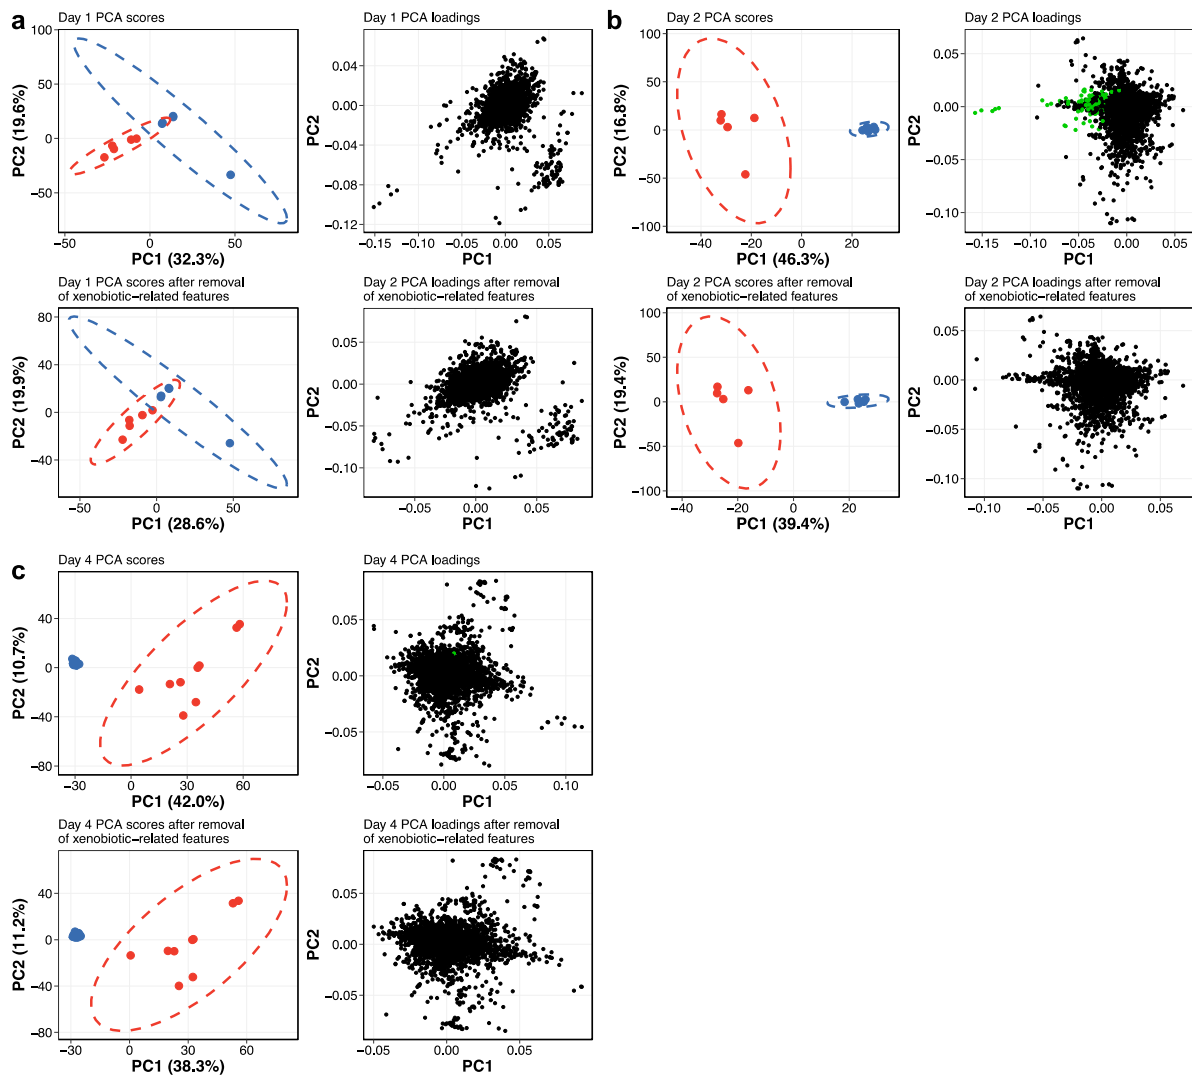 a
Day 1 PCA scores
100
50
0
−50
PC2 (19.6%)
−50
0
50
PC1 (32.3%)
Day 1 PCA loadings
0.04
0.00
−0.04
−0.08
−0.12
PC2
−0.15
−0.10
−0.05
0.00
0.05
PC1
Day 1 PCA scores after removal
of xenobiotic−related features
80
40
0
−40
PC2 (19.9%)
−50
0
50
PC1 (28.6%)
Day 2 PCA loadings after removal
of xenobiotic−related features
0.05
0.00
−0.05
−0.10
PC2
−0.05
0.00
0.05
PC1
b
Day 2 PCA scores
100
50
0
−50
−100
PC2 (16.8%)
−40
−20
0
20
40
PC1 (46.3%)
Day 2 PCA loadings
0.05
0.00
−0.05
−0.10
PC2
−0.15
−0.10
−0.05
0.00
0.05
PC1
Day 2 PCA scores after removal
of xenobiotic−related features
100
50
0
−50
−100
PC2 (19.4%)
−40
−20
0
20
PC1 (39.4%)
Day 2 PCA loadings after removal
of xenobiotic−related features
0.05
0.00
−0.05
−0.10
PC2
−0.10
−0.05
0.00
0.05
PC1
c
Day 4 PCA scores
40
0
−40
−80
PC2 (10.7%)
−30
0
30
60
PC1 (42.0%)
Day 4 PCA loadings
0.05
0.00
−0.05
PC2
−0.05
0.00
0.05
0.10
PC1
Day 4 PCA scores after removal
of xenobiotic−related features
40
0
−40
−80
PC2 (11.2%)
−30
0
30
60
PC1 (38.3%)
Day 4 PCA loadings after removal
of xenobiotic−related features
0.05
0.00
−0.05
PC2
−0.05
0.00
0.05
PC1